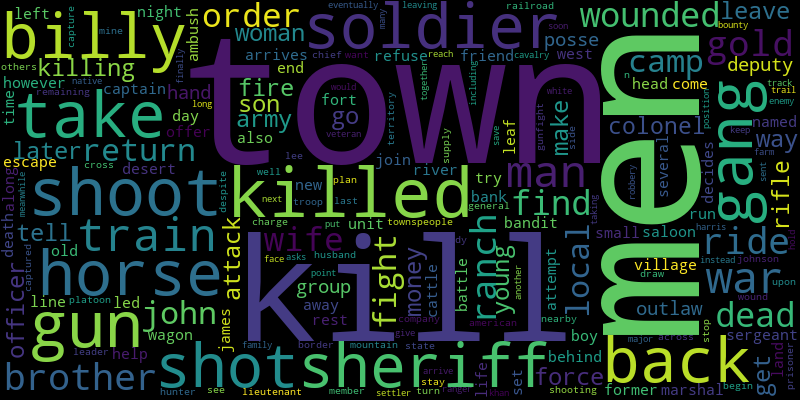 left
night
order
soldier
wounded
leave
capture
woman
billy
mine
ambush
many
leaving
railroad
eventually
soon
bounty
posse
gold
others
killing
finally
arrives
refuse
chief
want
friend
cavalry
west
camp
deputy
however
native
town
end
reach
head
come
remaining
captain
hand
fire
fort
together
including
track
trail
enemy
take
time
long
day
son
go
would
white
make
men
colonel
named
way
offer
army
veteran
territory
supply
save
gunfight
side
leaf
position
gang
later
return
also
lee
join
river
man
several
decides
keep
farm
sent
escape
cross
desert
despite
well
new
plan
try
bank
robbery
run
rifle
death
along
meanwhile
shoot
killed
next
troop
last
general
find
taking
harris
hold
tell
train
charge
put
unit
townspeople
bandit
small
saloon
ride
old
wife
ranch
young
another
attempt
local
instead
johnson
captured
horse
attack
face
asks
husband
kill
fight
money
cattle
battle
village
draw
war
upon
officer
line
platoon
led
john
point
group
nearby
outlaw
wound
gun
wagon
james
away
rest
company
american
boy
stop
dead
leader
help
give
major
across
sergeant
family
border
mountain
state
behind
get
land
prisoner
brother
shot
sheriff
life
set
force
back
hunter
see
lieutenant
member
stay
settler
arrive
turn
ranger
shooting
former
marshal
begin